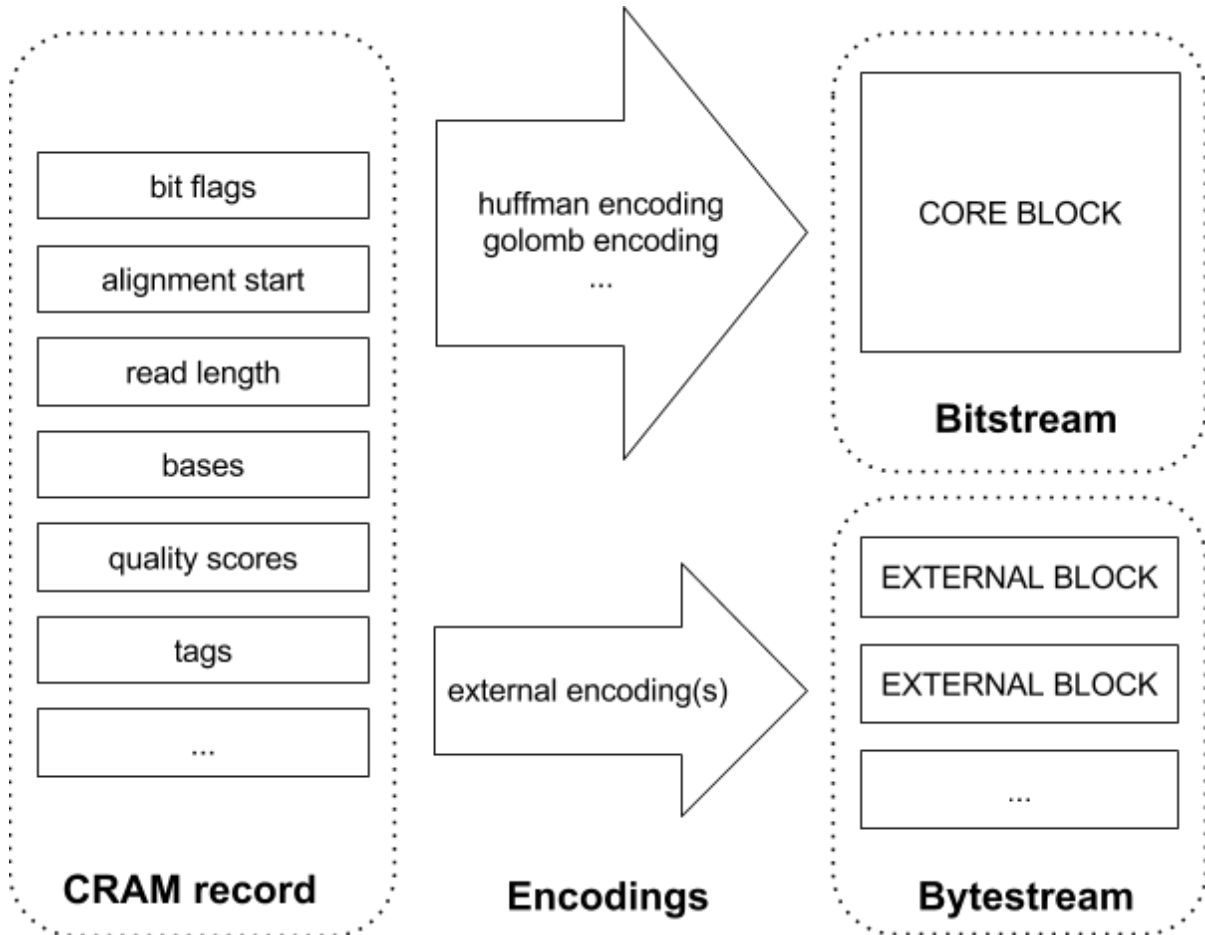 bit flags
alignment start
read length
bases
quality scores
tags
...
CRAM record
huffman encoding
golomb encoding
...
external encoding(s)
Encodings
CORE BLOCK
Bitstream
EXTERNAL BLOCK
EXTERNAL BLOCK
...
Bytestream